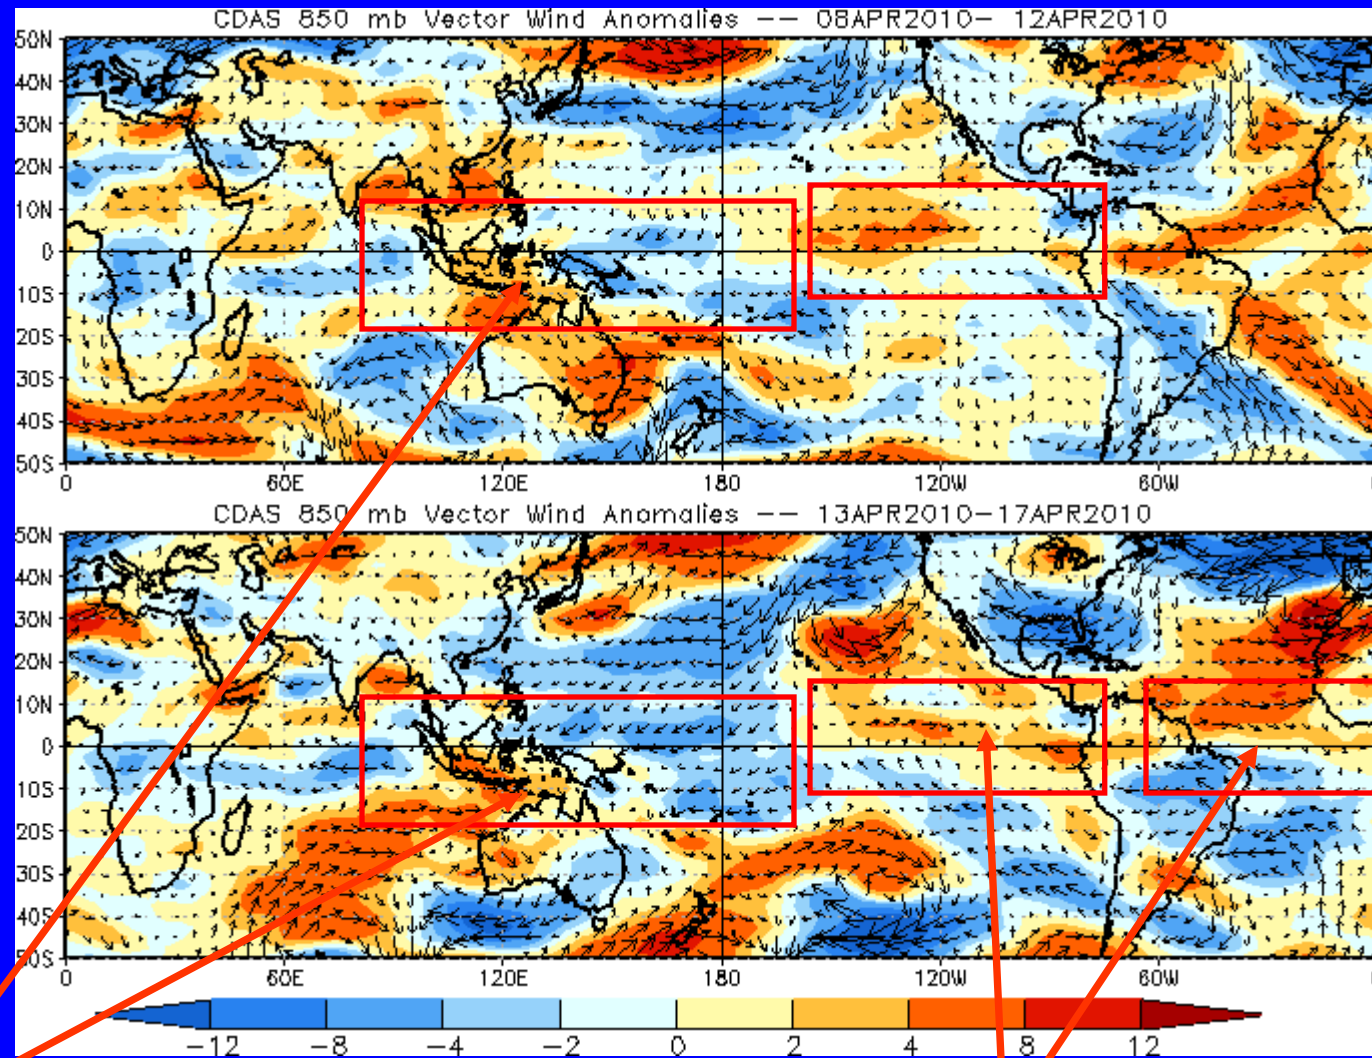 CDAS 850 mb Vector Wind Anomalies -- 08APR2010- 12APR2010
50N
40N
30N
20N
10N
0
10S
20S
30S
40S
50S
0 60E 120E 180 120W 60W
CDAS 850 mb Vector Wind Anomalies -- 13APR2010-17APR2010
50N
40N
30N
20N
10N
0
10S
20S
30S
40S
50S
0 60E 120E 180 120W 60W
-12 -8 -4 -2 0 2 4 8 12